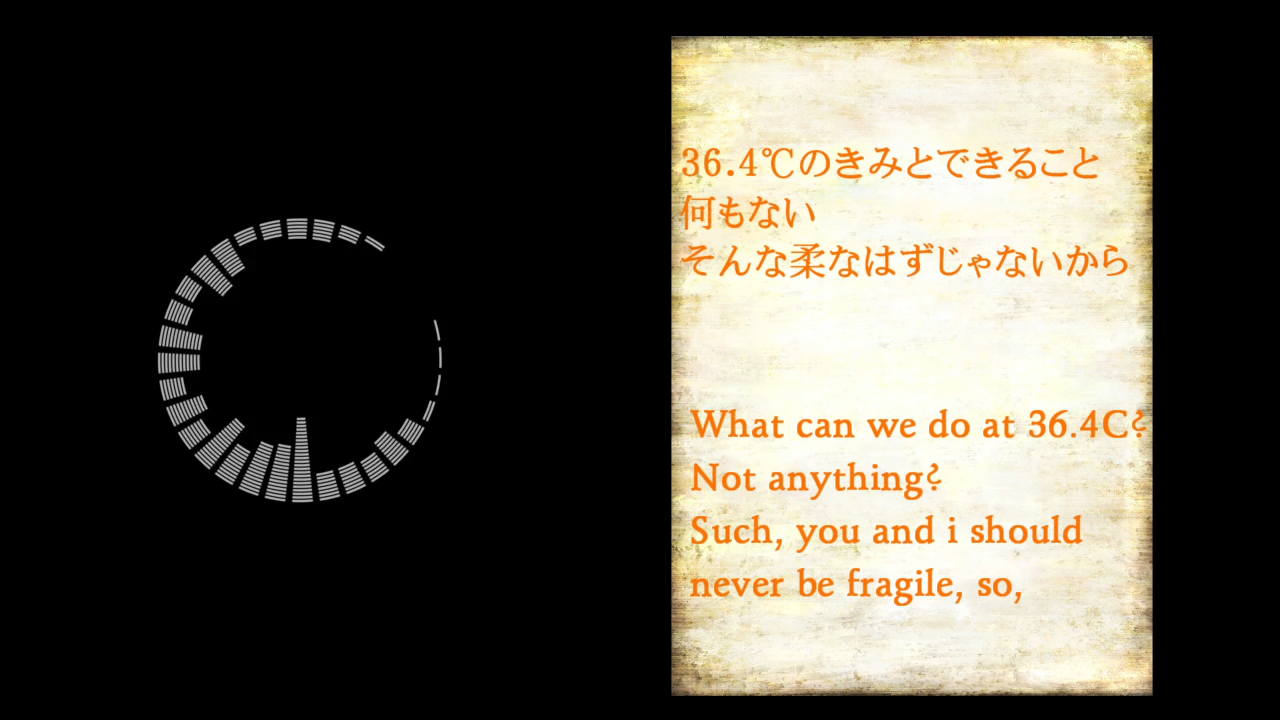 36.4℃のきみとできること
何もない
そんな柔なはずじゃないから
What can we do at 36.4C?
Not anything?
Such, you and i should
never be fragile, so,